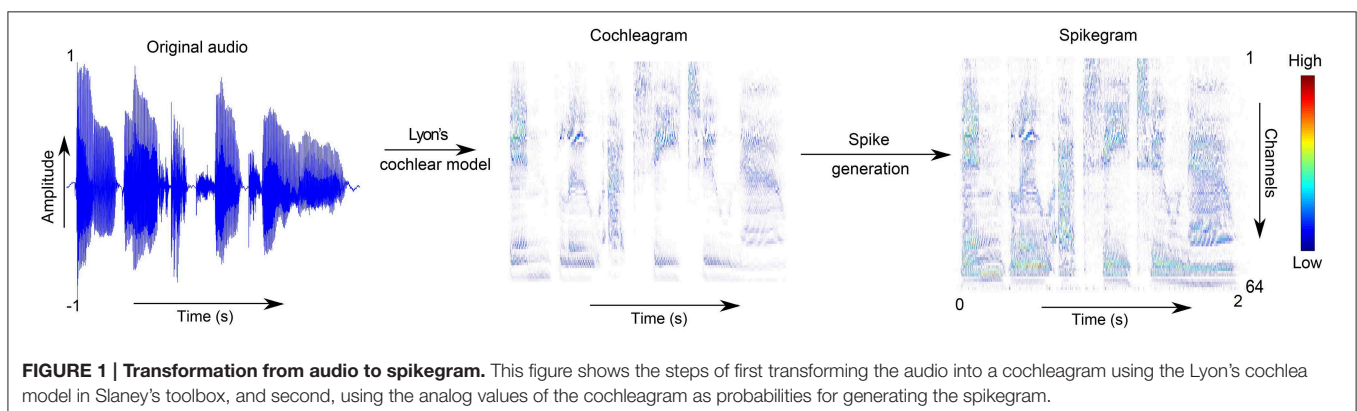 Original audio
1
Amplitude
-1
Time (s)
Lyon's
cochlear model
Cochleagram
Time (s)
Spike
generation
Spikegram
1
Channels
64
0
2
Time (s)
High
Low
FIGURE 1 | Transformation from audio to spikegram. This figure shows the steps of first transforming the audio into a cochleagram using the Lyon's cochlea
model in Slaney's toolbox, and second, using the analog values of the cochleagram as probabilities for generating the spikegram.